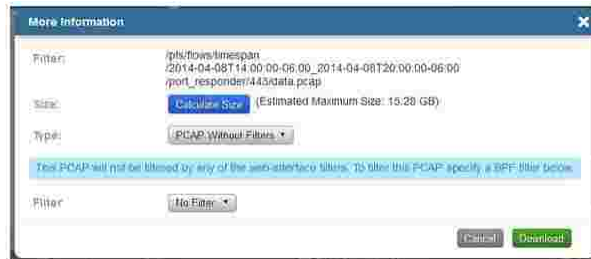 More Information
Filter: /pfs/flows/timespan
/2014-04-08T14:00:00-06:00_2014-04-08T20:00:00-06:00
/port_responder/443/data.pcap
Size: Calculate Size (Estimated Maximum Size: 15.28 GB)
Type: PCAP Without Filters
This PCAP will not be filtered by any of the web-interface filters. To filter this PCAP specify a BPF filter below.
Filter No Filter
Cancel Download